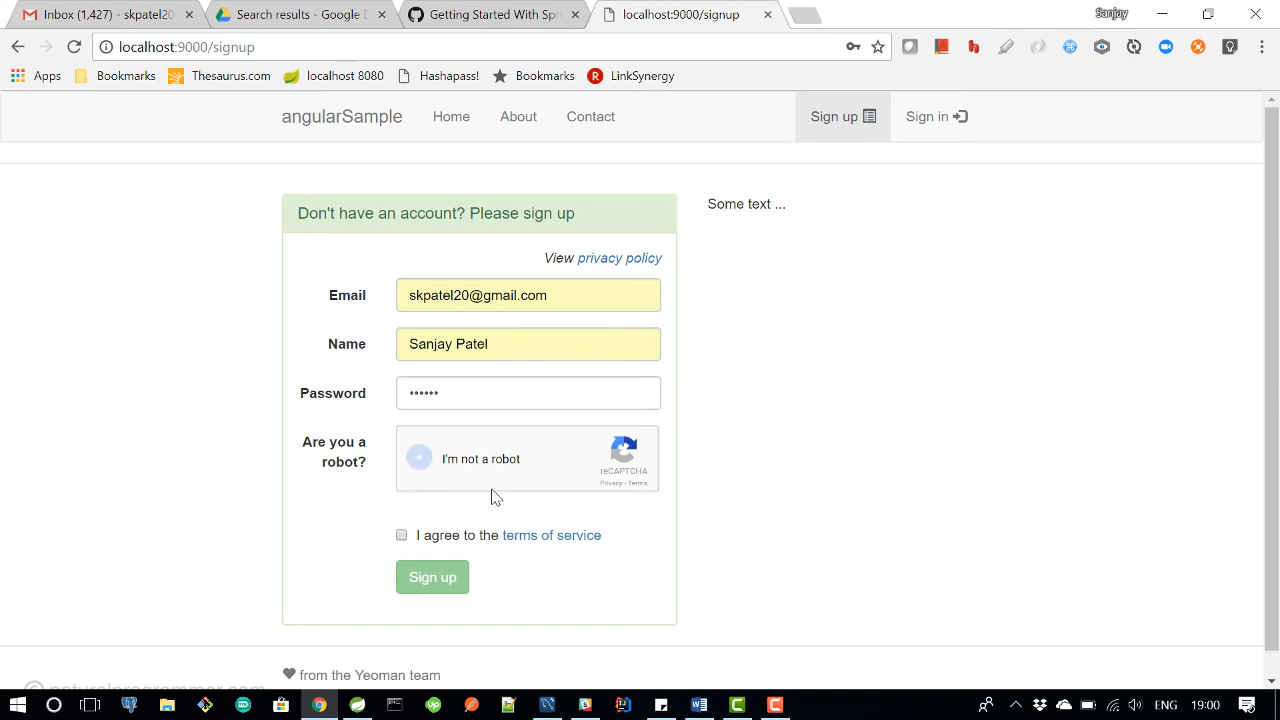 Inbox (1,427) - skpatel20
Search results - Google D
Getting Started With Spr
localhost:9000/signup
Sanjay
localhost:9000/signup
Apps
Bookmarks
Thesaurus.com
localhost 8080
Hashapass!
Bookmarks
LinkSynergy
angularSample
Home
About
Contact
Sign up
Sign in
Don't have an account? Please sign up
Some text ...
View privacy policy
Email
skpatel20@gmail.com
Name
Sanjay Patel
Password
••••••
Are you a
robot?
I'm not a robot
reCAPTCHA
Privacy - Terms
I agree to the terms of service
Sign up
from the Yeoman team
naturalprogrammer.com
ENG
19:00